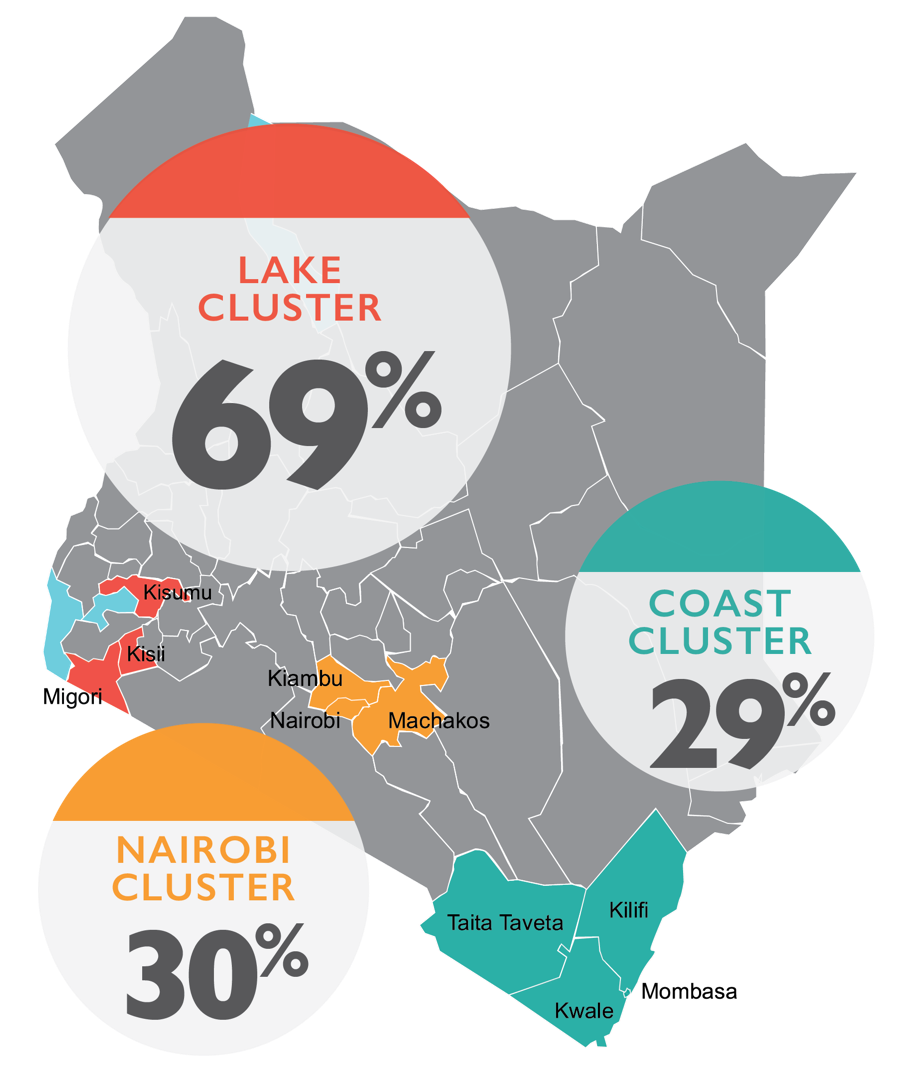 LAKE
CLUSTER
69%
COAST
CLUSTER
29%
Kisumu
Kisii
Migori
Kiambu
Nairobi
Machakos
NAIROBI
CLUSTER
30%
Taita Taveta
Kilifi
Mombasa
Kwale